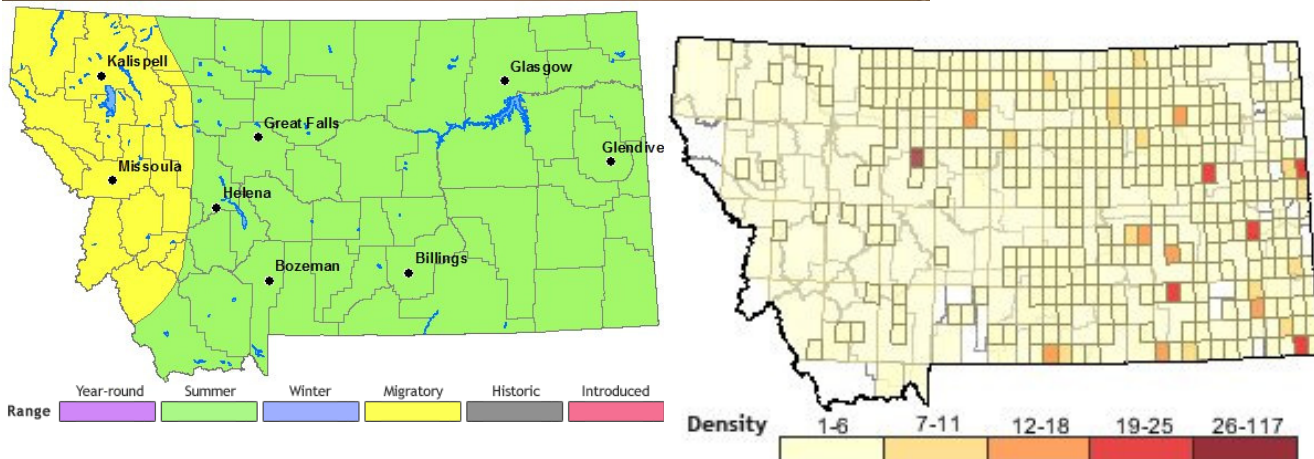 Kalispell
Glasgow
Great Falls
Glendive
Missoula
Helena
Billings
Bozeman
Year-round Summer Winter Migratory Historic Introduced
Range
Density 1-6 7-11 12-18 19-25 26-117